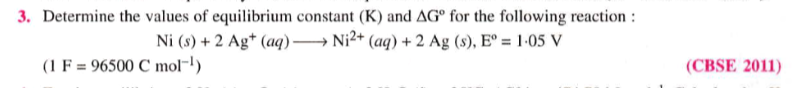 3. Determine the values of equilibrium constant (K) and ΔG° for the following reaction :
Ni (s) + 2 Ag⁺ (aq) ⟶ Ni²⁺ (aq) + 2 Ag (s), E° = 1·05 V
(1 F = 96500 C mol⁻¹) (CBSE 2011)